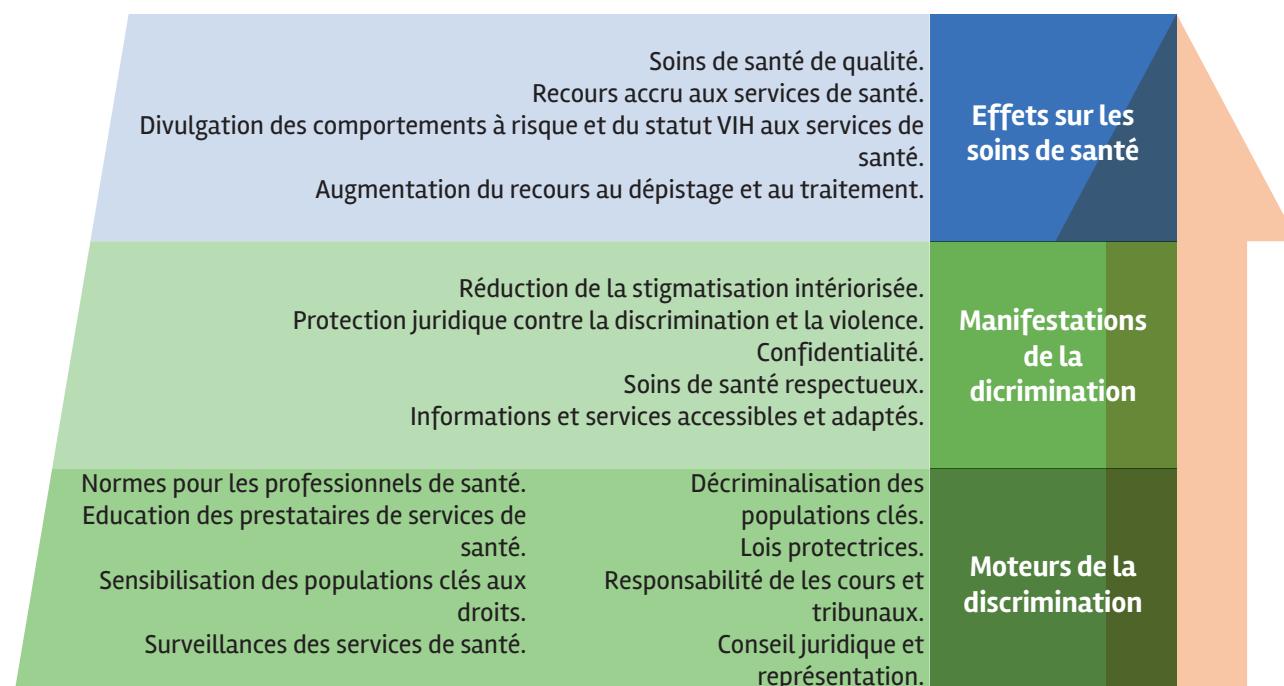 Soins de santé de qualité.
Recours accru aux services de santé.
Divulgation des comportements à risque et du statut VIH aux services de
santé.
Augmentation du recours au dépistage et au traitement.
Effets sur les
soins de santé
Réduction de la stigmatisation intériorisée.
Protection juridique contre la discrimination et la violence.
Confidentialité.
Soins de santé respectueux.
Informations et services accessibles et adaptés.
Manifestations
de la
dicrimination
Normes pour les professionnels de santé.
Education des prestataires de services de
santé.
Sensibilisation des populations clés aux
droits.
Surveillances des services de santé.
Décriminalisation des
populations clés.
Lois protectrices.
Responsabilité de les cours et
tribunaux.
Conseil juridique et
représentation.
Moteurs de la
discrimination